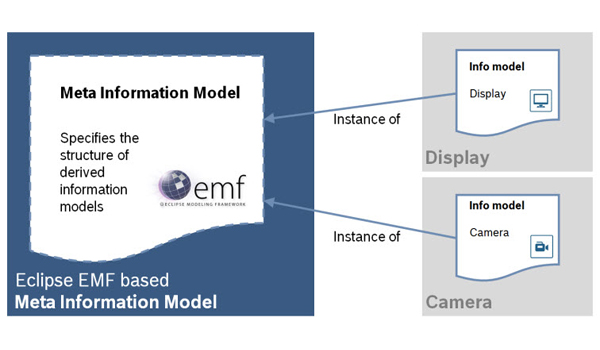 Meta Information Model
Specifies the
structure of
derived
information
models
emf
ECLIPSE MODELING FRAMEWORK
Eclipse EMF based
Meta Information Model
Instance of
Instance of
Info model
Display
Display
Info model
Camera
Camera